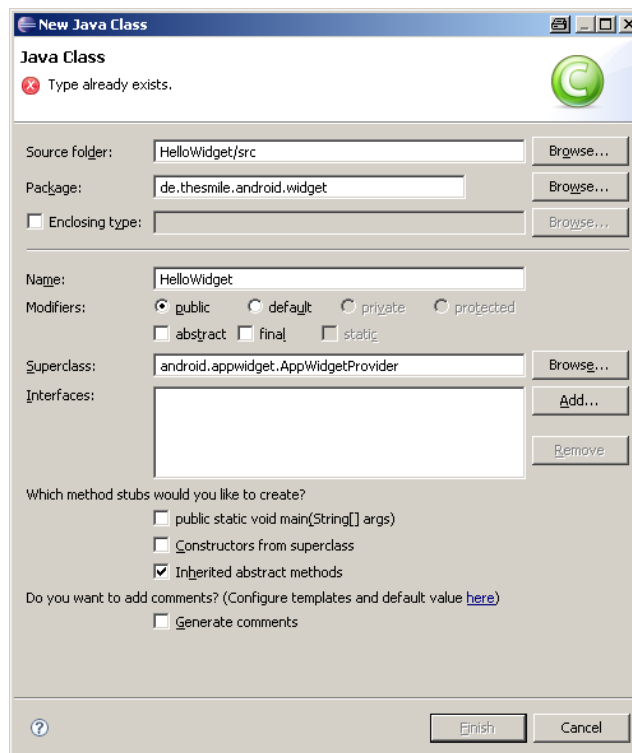 New Java Class
Java Class
Type already exists.
Source folder: HelloWidget/src Browse...
Package: de.thesmile.android.widget Browse...
Enclosing type: Browse...
Name: HelloWidget
Modifiers: public default private protected
abstract final static
Superclass: android.appwidget.AppWidgetProvider Browse...
Interfaces: Add...
Remove
Which method stubs would you like to create?
public static void main(String[] args)
Constructors from superclass
Inherited abstract methods
Do you want to add comments? (Configure templates and default value here)
Generate comments
? Finish Cancel